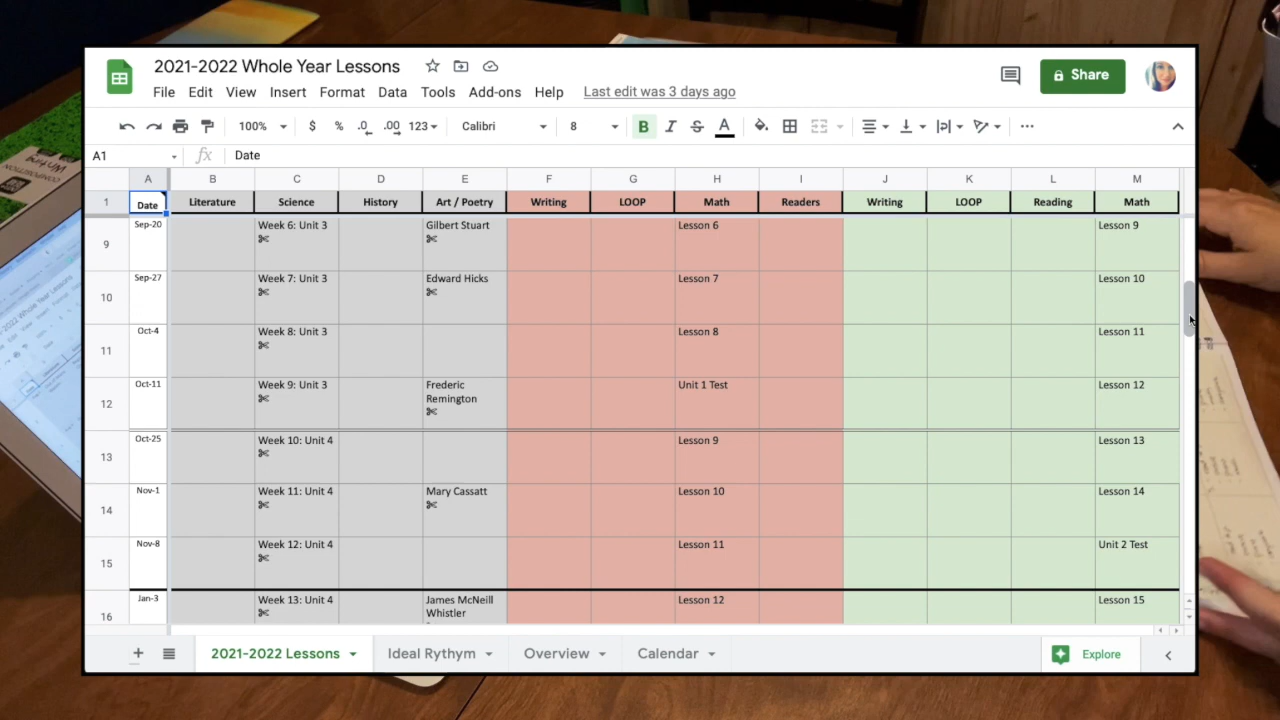 2021-2022 Whole Year Lessons
File Edit View Insert Format Data Tools Add-ons Help Last edit was 3 days ago
Share
100% $ % .0 .00 123 Calibri 8 B I S A
A1 fx Date
A B C D E F G H I J K L M
1 Date Literature Science History Art / Poetry Writing LOOP Math Readers Writing LOOP Reading Math
9 Sep-20 Week 6: Unit 3 Gilbert Stuart Lesson 6 Lesson 9
10 Sep-27 Week 7: Unit 3 Edward Hicks Lesson 7 Lesson 10
11 Oct-4 Week 8: Unit 3 Lesson 8 Lesson 11
12 Oct-11 Week 9: Unit 3 Frederic Unit 1 Test Lesson 12
Remington
13 Oct-25 Week 10: Unit 4 Lesson 9 Lesson 13
14 Nov-1 Week 11: Unit 4 Mary Cassatt Lesson 10 Lesson 14
15 Nov-8 Week 12: Unit 4 Lesson 11 Unit 2 Test
16 Jan-3 Week 13: Unit 4 James McNeill Lesson 12 Lesson 15
Whistler
2021-2022 Lessons Ideal Rythym Overview Calendar Explore
COMPOSITION
Writing